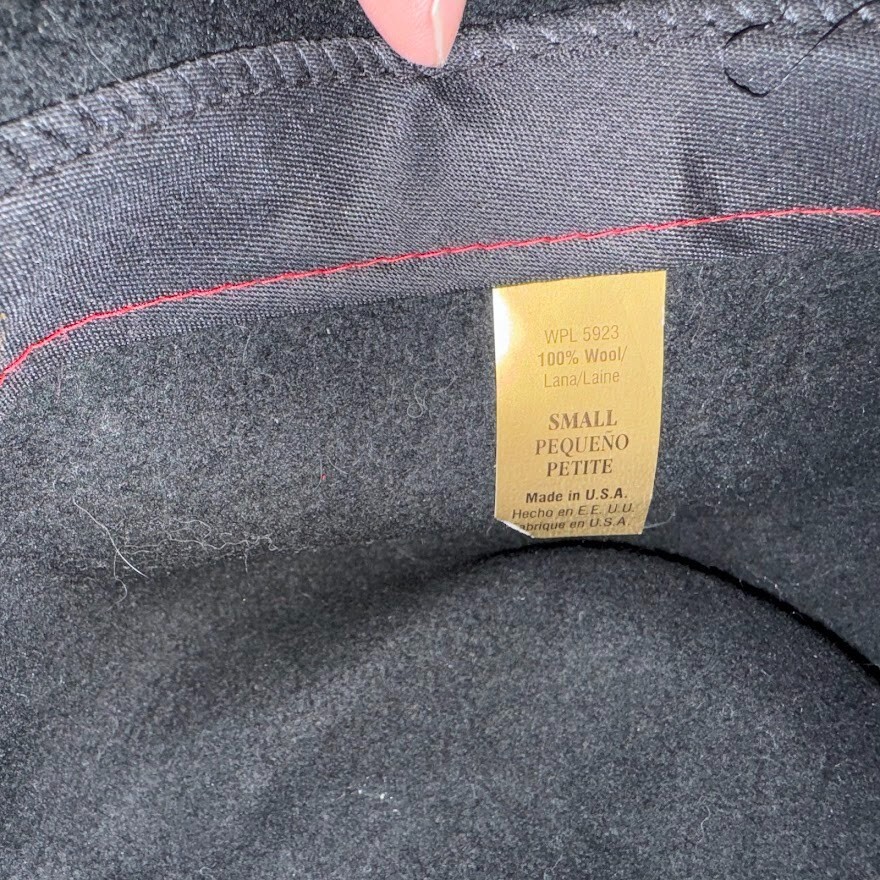 WPL 5923
100% Wool/
Lana/Laine
SMALL
PEQUEÑO
PETITE
Made in U.S.A.
Hecho en E.E. U.U.
abrique en U.S.A.